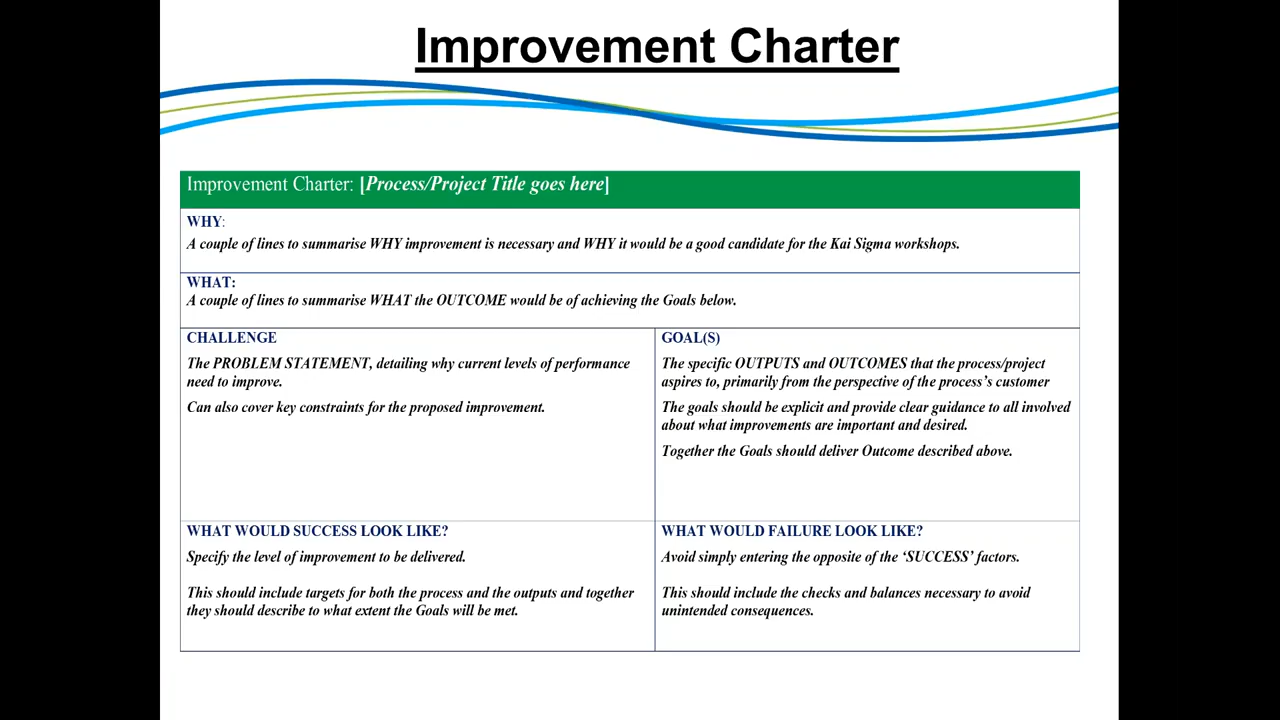 Improvement Charter
Improvement Charter: [Process/Project Title goes here]
WHY:
A couple of lines to summarise WHY improvement is necessary and WHY it would be a good candidate for the Kai Sigma workshops.
WHAT:
A couple of lines to summarise WHAT the OUTCOME would be of achieving the Goals below.
CHALLENGE
The PROBLEM STATEMENT, detailing why current levels of performance
need to improve.
Can also cover key constraints for the proposed improvement.
GOAL(S)
The specific OUTPUTS and OUTCOMES that the process/project
aspires to, primarily from the perspective of the process’s customer
The goals should be explicit and provide clear guidance to all involved
about what improvements are important and desired.
Together the Goals should deliver Outcome described above.
WHAT WOULD SUCCESS LOOK LIKE?
Specify the level of improvement to be delivered.
This should include targets for both the process and the outputs and together
they should describe to what extent the Goals will be met.
WHAT WOULD FAILURE LOOK LIKE?
Avoid simply entering the opposite of the ‘SUCCESS’ factors.
This should include the checks and balances necessary to avoid
unintended consequences.